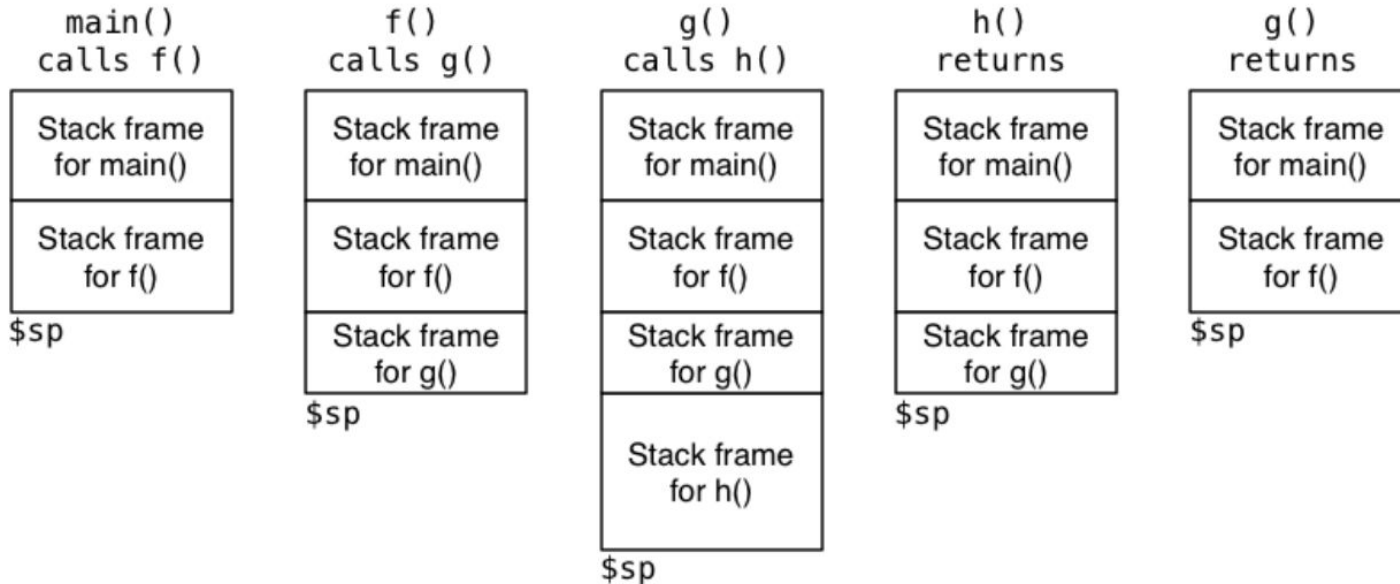 main()
calls f()
Stack frame
for main()
Stack frame
for f()
$sp
f()
calls g()
Stack frame
for main()
Stack frame
for f()
Stack frame
for g()
$sp
g()
calls h()
Stack frame
for main()
Stack frame
for f()
Stack frame
for g()
Stack frame
for h()
$sp
h()
returns
Stack frame
for main()
Stack frame
for f()
Stack frame
for g()
$sp
g()
returns
Stack frame
for main()
Stack frame
for f()
$sp